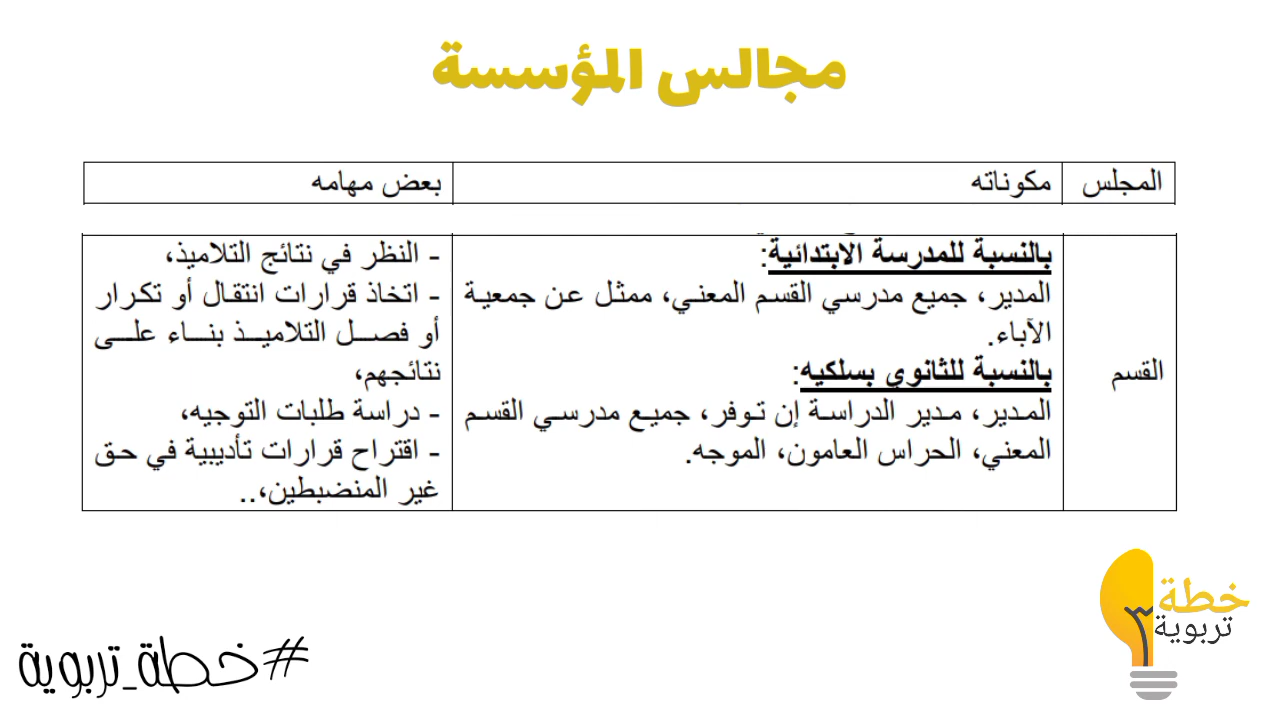 مجالس المؤسسة
المجلس
مكوناته
بعض مهامه
القسم
بالنسبة للمدرسة الابتدائية:
المدير، جميع مدرسي القسم المعني، ممثل عن جمعية
الآباء.
بالنسبة للثانوي بسلكيه:
المدير، مدير الدراسة إن توفر، جميع مدرسي القسم
المعني، الحراس العامون، الموجه.
- النظر في نتائج التلاميذ،
- اتخاذ قرارات انتقال أو تكرار
أو فصل التلاميذ بناء على
نتائجهم،
- دراسة طلبات التوجيه،
- اقتراح قرارات تأديبية في حق
غير المنضبطين،..
خطة
تربوية
#خطة_تربوية